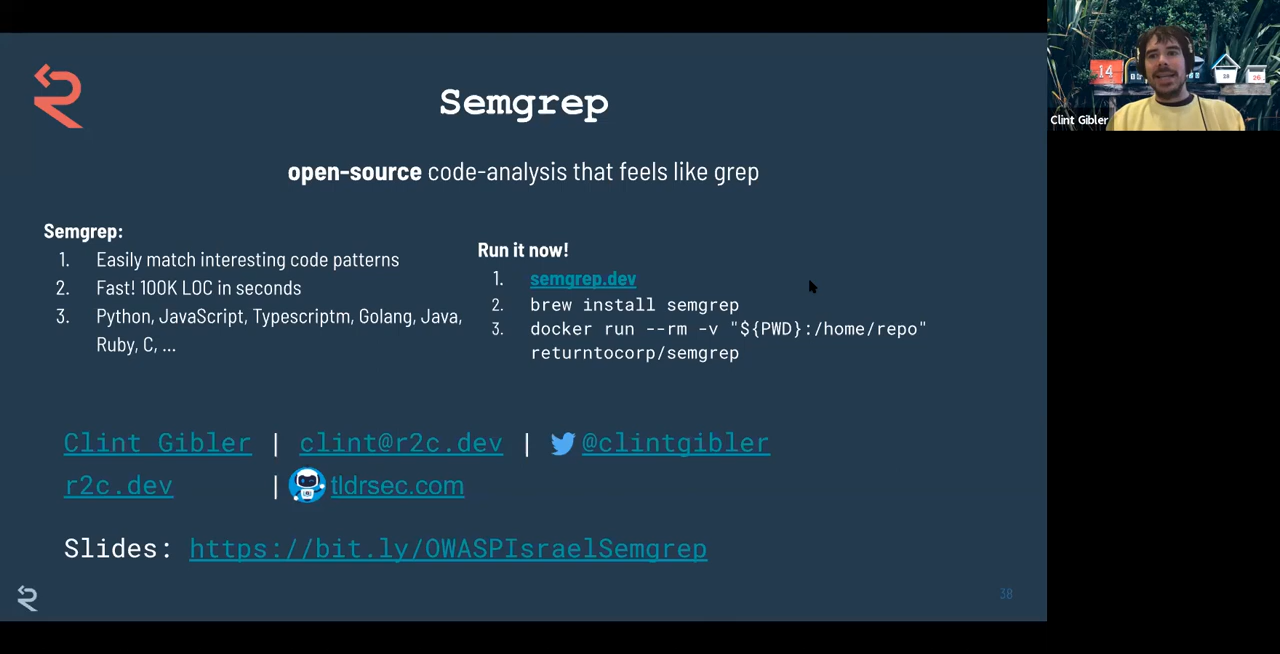 Semgrep
open-source code-analysis that feels like grep
Semgrep:
1. Easily match interesting code patterns
2. Fast! 100K LOC in seconds
3. Python, JavaScript, Typescriptm, Golang, Java,
Ruby, C, ...
Run it now!
1. semgrep.dev
2. brew install semgrep
3. docker run --rm -v "${PWD}:/home/repo"
returntocorp/semgrep
Clint Gibler | clint@r2c.dev | @clintgibler
r2c.dev | tldrsec.com
Slides: https://bit.ly/OWASPIsraelSemgrep
38
14
Clint Gibler